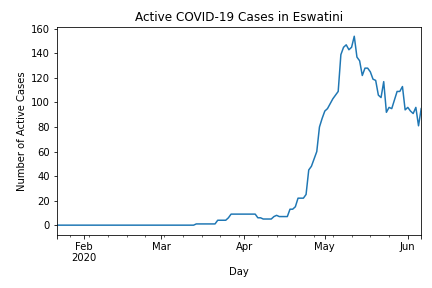 Active COVID-19 Cases in Eswatini
160
140
120
100
80
60
40
20
0
Number of Active Cases
Feb Mar Apr May Jun
2020
Day